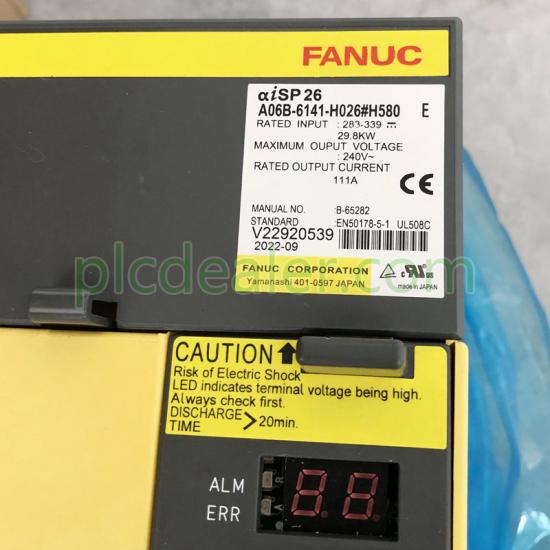 FANUC
αiSP 26
A06B-6141-H026#H580 E
RATED INPUT : 283-339
29.8KW
MAXIMUM OUPUT VOLTAGE
: 240V~
RATED OUTPUT CURRENT
111A
CE
MANUAL NO. :B-65282
STANDARD :EN50178-5-1 UL508C
V22920539
2022-09
FANUC CORPORATION
Yamanashi 401-0597 JAPAN
c RU us
made in JAPAN
plcdealer.com
CAUTION
Risk of Electric Shock
LED indicates terminal voltage being high.
Always check first.
DISCHARGE
TIME > 20min.
ALM
ERR
88